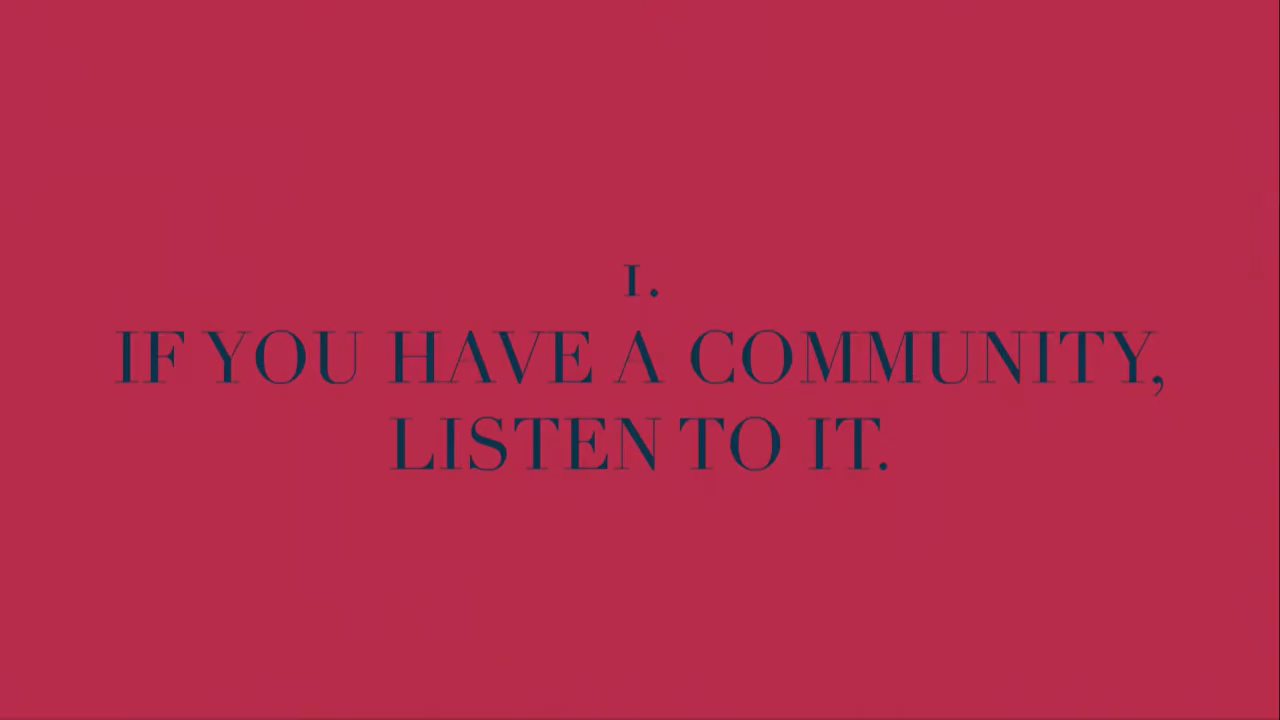 1.
IF YOU HAVE A COMMUNITY,
LISTEN TO IT.